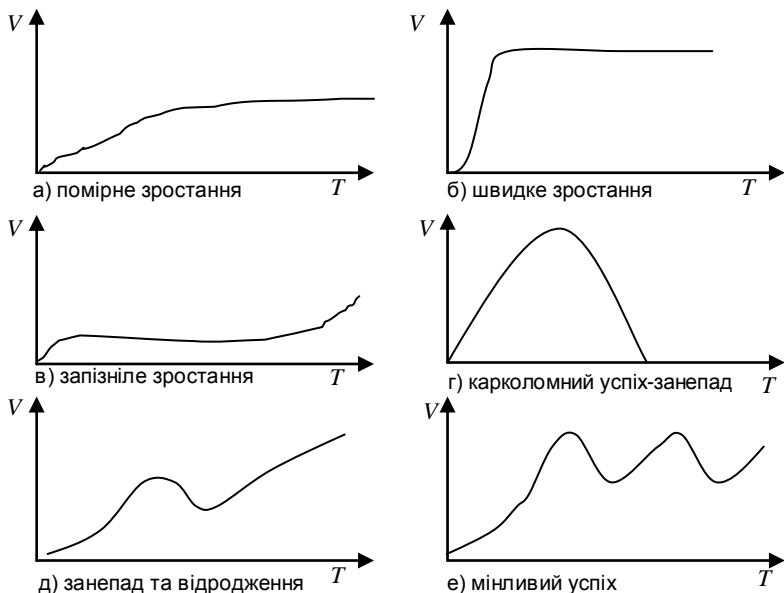 V
V
а) помірне зростання
T
б) швидке зростання
T
V
V
в) запізніле зростання
T
г) карколомний успіх-занепад
T
V
V
д) занепад та відродження
T
е) мінливий успіх
T